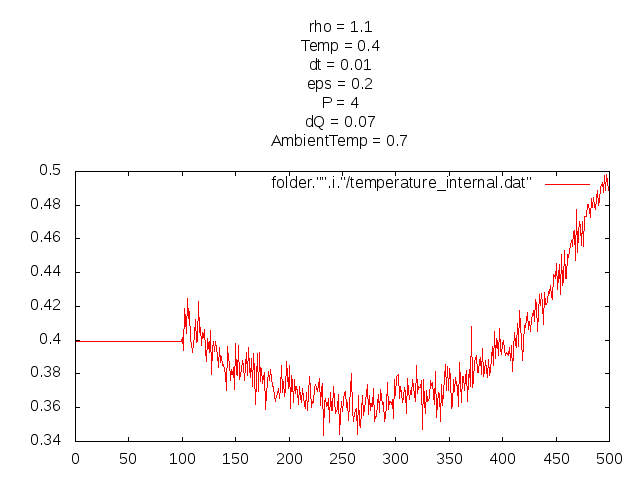 rho = 1.1
Temp = 0.4
dt = 0.01
eps = 0.2
P = 4
dQ = 0.07
AmbientTemp = 0.7
folder."".i."/temperature_internal.dat"
0.5
0.48
0.46
0.44
0.42
0.4
0.38
0.36
0.34
0 50 100 150 200 250 300 350 400 450 500